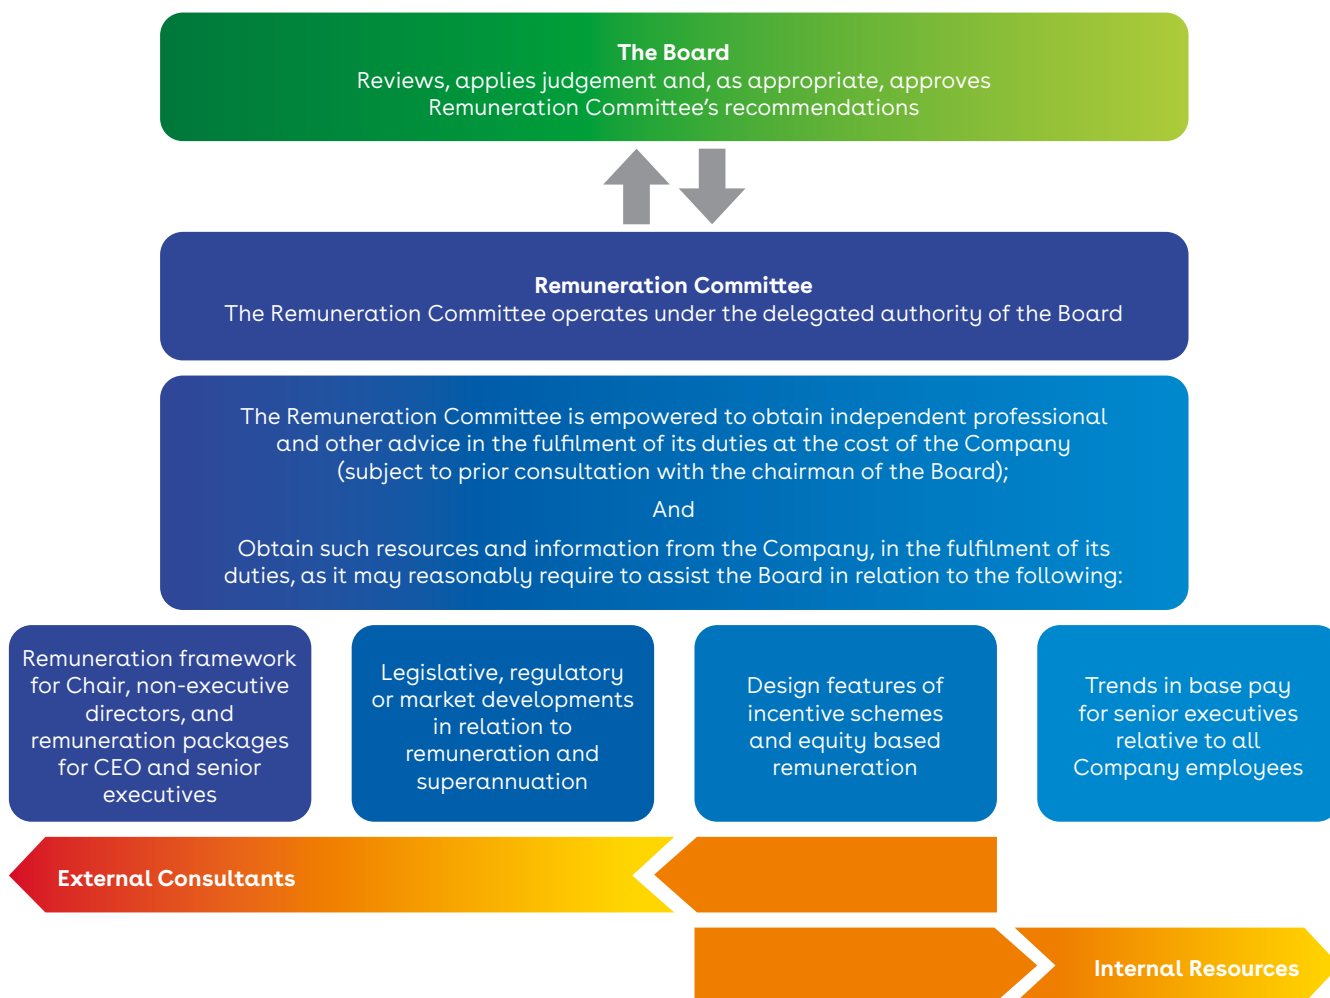 The Board
Reviews, applies judgement and, as appropriate, approves
Remuneration Committee's recommendations
Remuneration Committee
The Remuneration Committee operates under the delegated authority of the Board
The Remuneration Committee is empowered to obtain independent professional
and other advice in the fulfilment of its duties at the cost of the Company
(subject to prior consultation with the chairman of the Board);
And
Obtain such resources and information from the Company, in the fulfilment of its
duties, as it may reasonably require to assist the Board in relation to the following:
Remuneration framework
for Chair, non-executive
directors, and
remuneration packages
for CEO and senior
executives
Legislative, regulatory
or market developments
in relation to
remuneration and
superannuation
Design features of
incentive schemes
and equity based
remuneration
Trends in base pay
for senior executives
relative to all
Company employees
External Consultants
Internal Resources